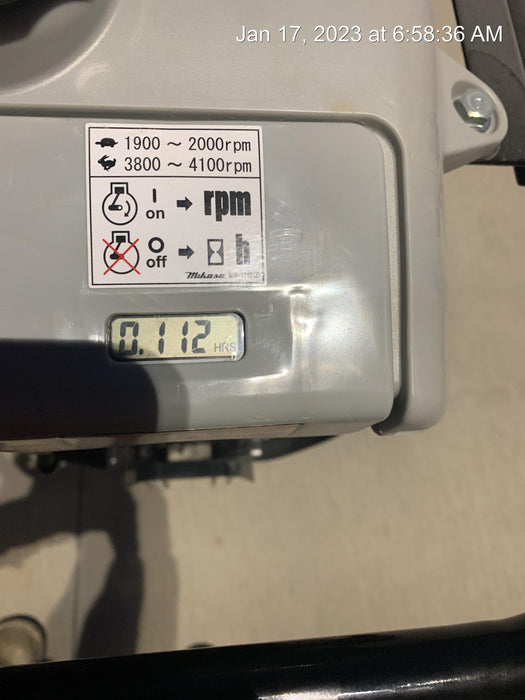 Jan 17, 2023 at 6:58:36 AM
1900 ~ 2000rpm
3800 ~ 4100rpm
I
on
rpm
O
off
h
Mikasa
0.112 HRS